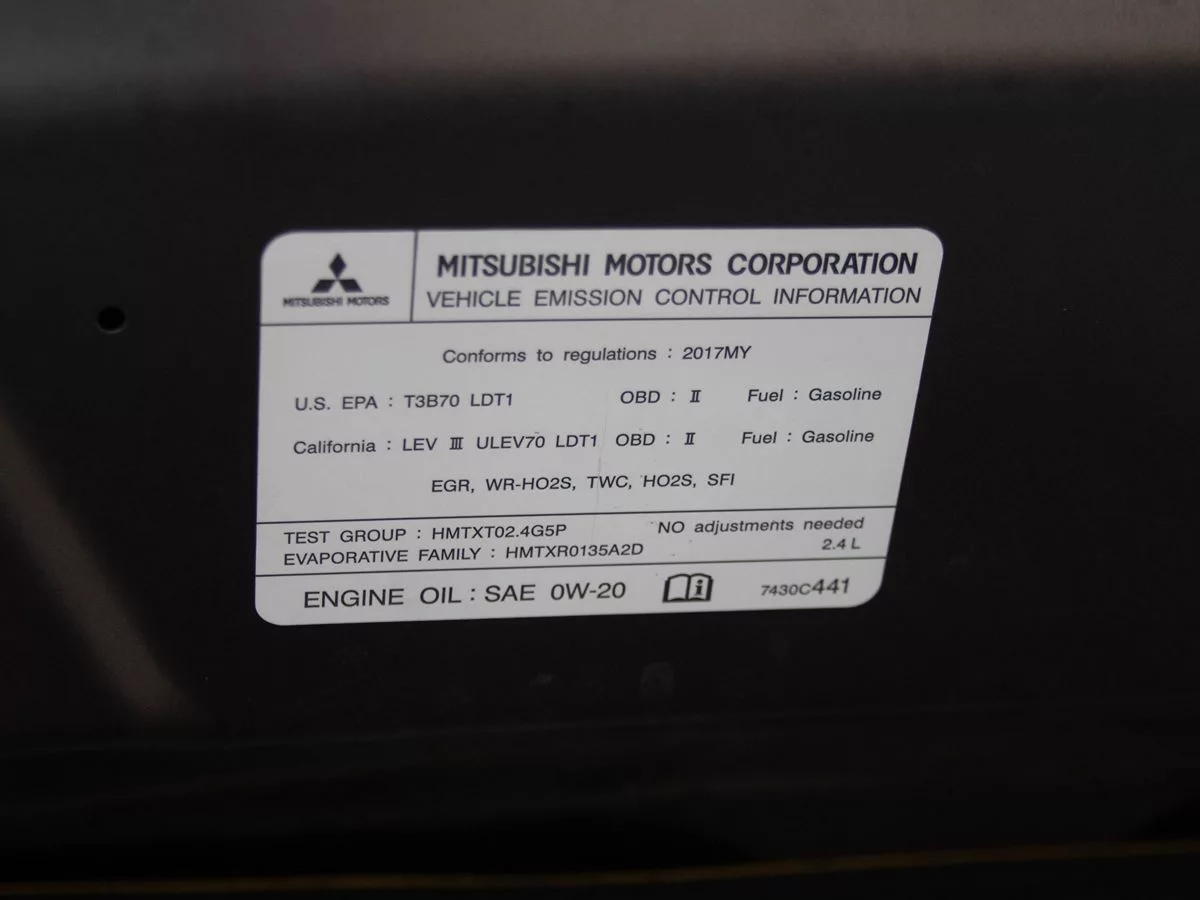 MITSUBISHI MOTORS
MITSUBISHI MOTORS CORPORATION
VEHICLE EMISSION CONTROL INFORMATION
Conforms to regulations : 2017MY
U.S. EPA : T3B70 LDT1 OBD : Ⅱ Fuel : Gasoline
California : LEV Ⅲ ULEV70 LDT1 OBD : Ⅱ Fuel : Gasoline
EGR, WR-HO2S, TWC, HO2S, SFI
TEST GROUP : HMTXT02.4G5P NO adjustments needed
EVAPORATIVE FAMILY : HMTXR0135A2D 2.4 L
ENGINE OIL : SAE 0W-20 7430C441